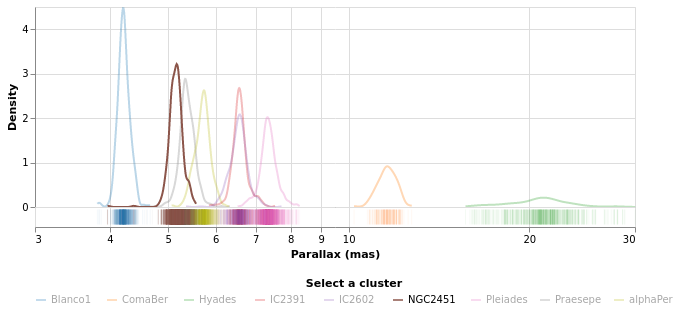 4
3
2
1
0
Density
3 4 5 6 7 8 9 10 20 30
Parallax (mas)
Select a cluster
Blanco1 ComaBer Hyades IC2391 IC2602 NGC2451 Pleiades Praesepe alphaPer